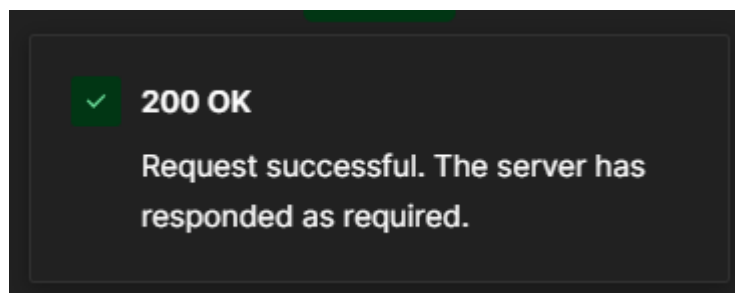 200 OK
Request successful. The server has
responded as required.